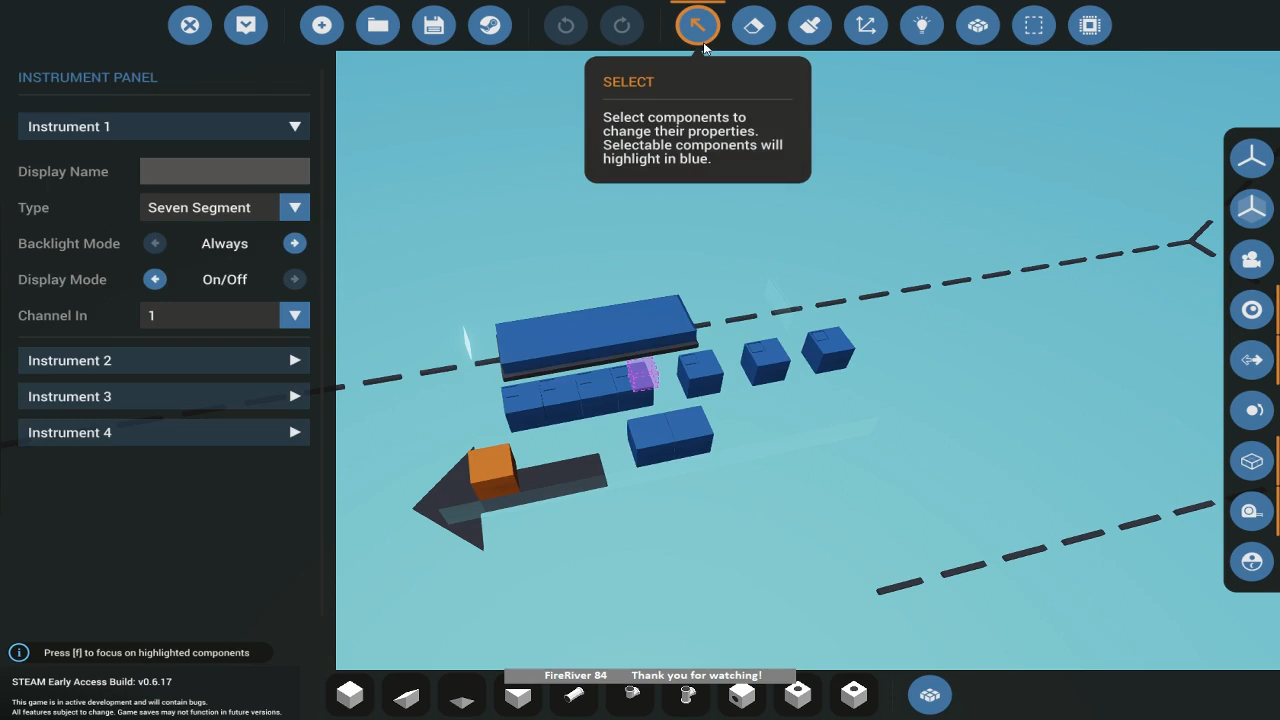 INSTRUMENT PANEL
Instrument 1
Display Name
Type Seven Segment
Backlight Mode Always
Display Mode On/Off
Channel In 1
Instrument 2
Instrument 3
Instrument 4
SELECT
Select components to
change their properties.
Selectable components will
highlight in blue.
Press [f] to focus on highlighted components
STEAM Early Access Build: v0.6.17
This game is in active development and will contain bugs.
All features subject to change. Game saves may not function in future versions.
FireRiver 84 Thank you for watching!